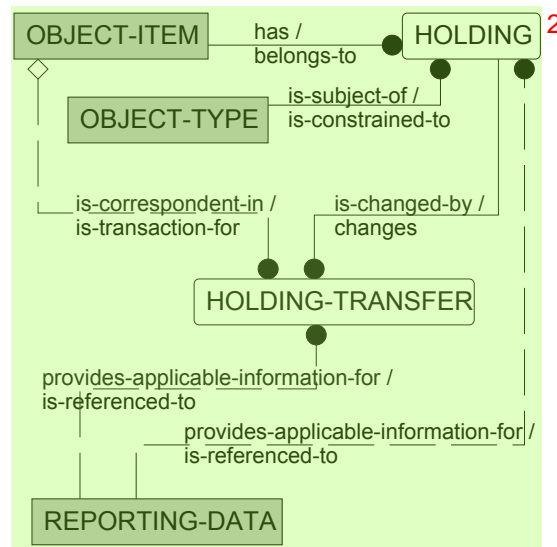 OBJECT-ITEM
has /
belongs-to
HOLDING
2
OBJECT-TYPE
is-subject-of /
is-constrained-to
is-correspondent-in /
is-transaction-for
is-changed-by /
changes
HOLDING-TRANSFER
provides-applicable-information-for /
is-referenced-to
provides-applicable-information-for /
is-referenced-to
REPORTING-DATA